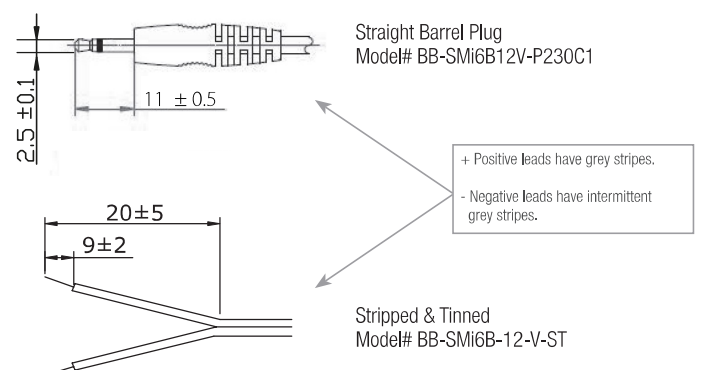 Straight Barrel Plug
Model# BB-SMi6B12V-P230C1
2.5 ±0.1
11 ± 0.5
+ Positive leads have grey stripes.
- Negative leads have intermittent
grey stripes.
20±5
9±2
Stripped & Tinned
Model# BB-SMi6B-12-V-ST